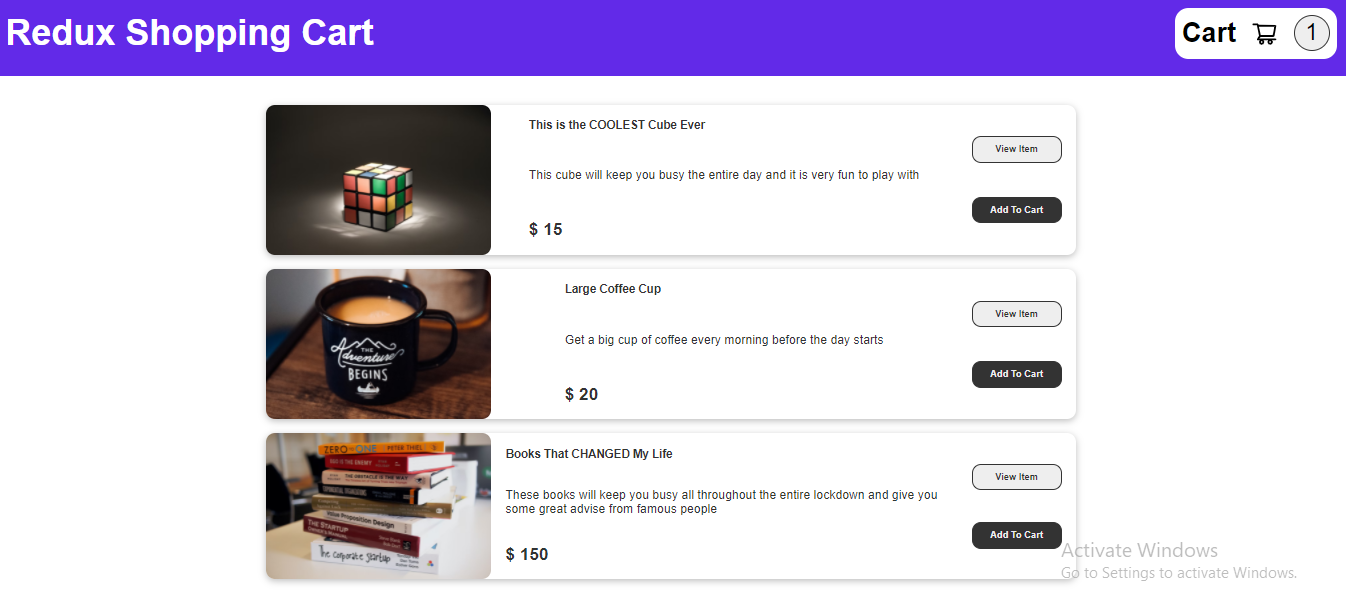 Redux Shopping Cart
Cart 1
This is the COOLEST Cube Ever
View Item
This cube will keep you busy the entire day and it is very fun to play with
Add To Cart
$ 15
THE
Adventure
BEGINS
Large Coffee Cup
View Item
Get a big cup of coffee every morning before the day starts
Add To Cart
$ 20
ZERO TO ONE PETER THIEL
EGO IS THE ENEMY
THE OBSTACLE IS THE WAY
Value Proposition Design
THE STARTUP
The corporate startup
Books That CHANGED My Life
View Item
These books will keep you busy all throughout the entire lockdown and give you
some great advise from famous people
Add To Cart
$ 150
Activate Windows
Go to Settings to activate Windows.